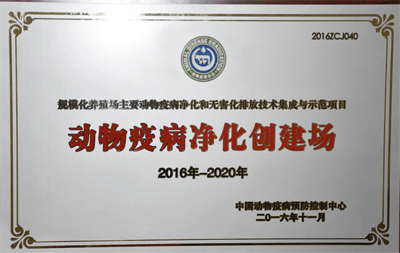 2016ZCJ040
ANIMAL DISEASE ERADICATION
规模化养殖场主要动物疫病净化和无害化排放技术集成与示范项目
动物疫病净化创建场
2016年-2020年
中国动物疫病预防控制中心
二〇一六年十一月